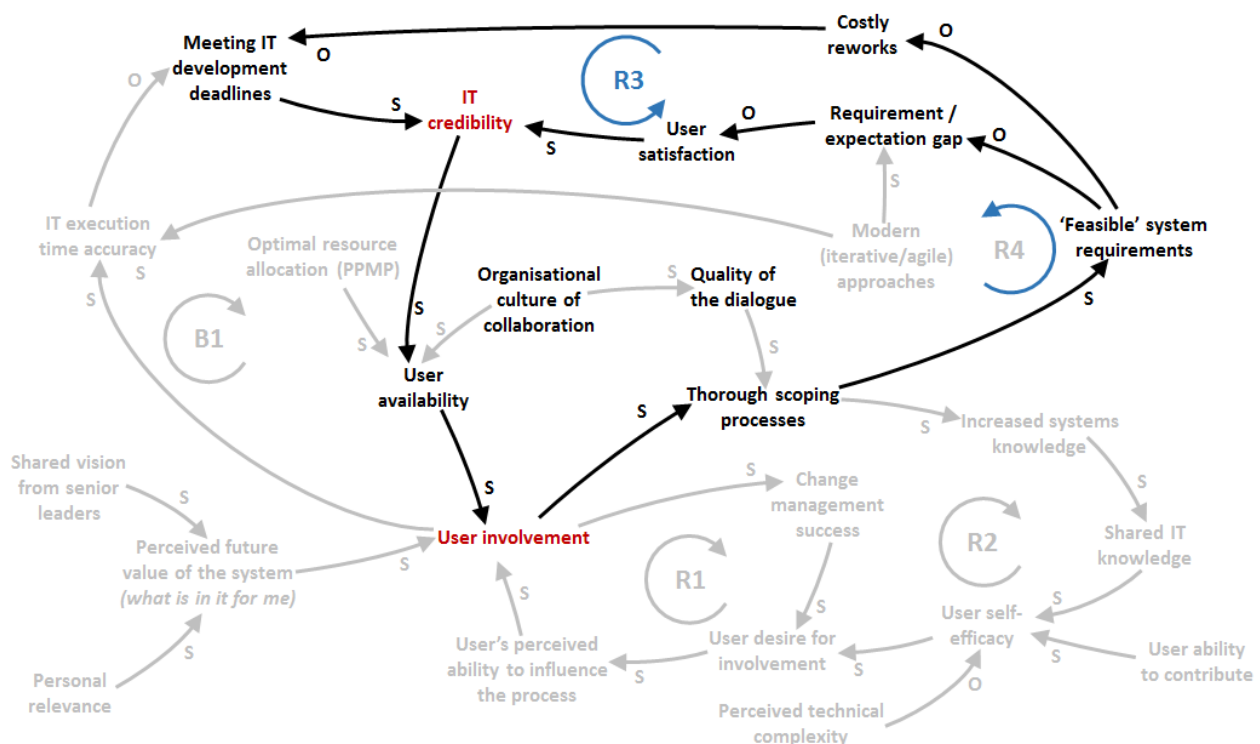 Costly
reworks
O
Meeting IT
development
deadlines
O
R3
O
S
IT
credibility
S
User
satisfaction
O
Requirement /
expectation gap
O
S
IT execution
time accuracy
S
S
Optimal resource
allocation (PPMP)
S
Organisational
culture of
collaboration
S
Quality of
the dialogue
Modern
(iterative/agile)
approaches
R4
'Feasible' system
requirements
S
B1
S
S
S
User
availability
S
Thorough scoping
processes
S
S
Increased systems
knowledge
S
Shared vision
from senior
leaders
S
S
User involvement
S
Change
management
success
R2
Shared IT
knowledge
Perceived future
value of the system
(what is in it for me)
S
S
R1
S
S
User self-
efficacy
S
User's perceived
ability to influence
the process
S
User desire for
involvement
S
S
User ability
to contribute
Personal
relevance
O
Perceived technical
complexity